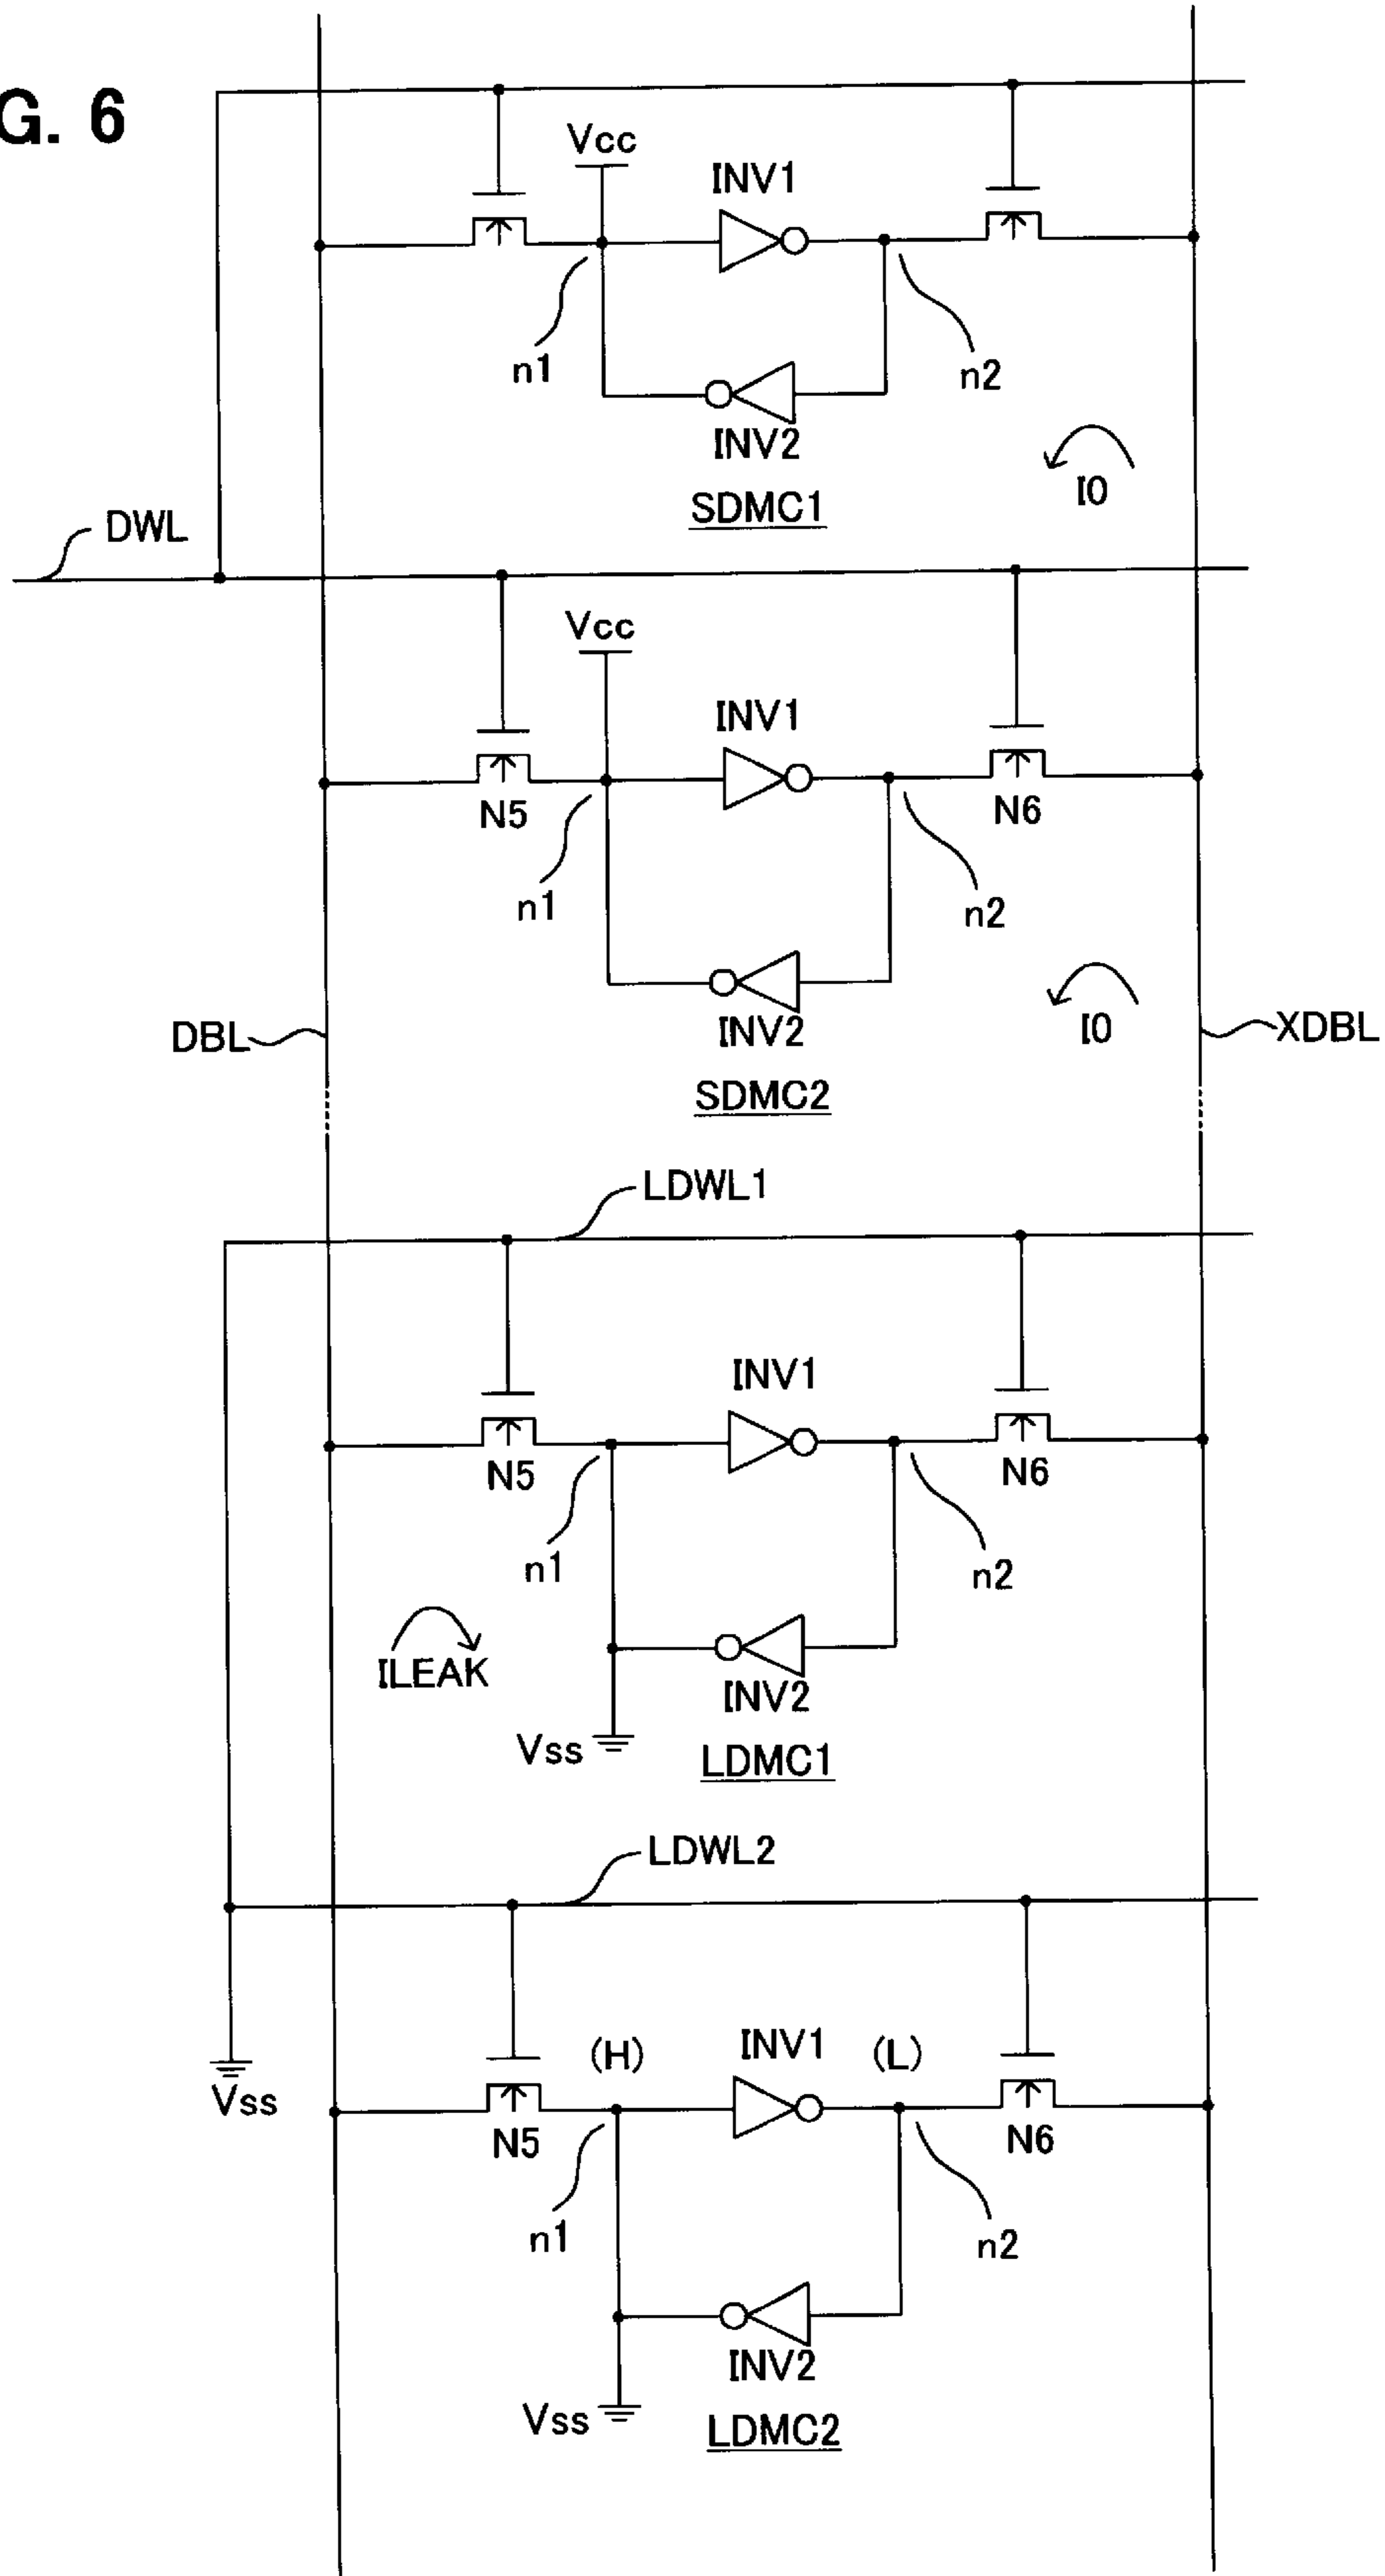 G. 6
Vcc
INV1
n1
n2
INV2
I0
SDMC1
DWL
Vcc
INV1
N5
N6
n1
n2
DBL
INV2
I0
XDBL
SDMC2
LDWL1
INV1
N5
N6
n1
n2
ILEAK
INV2
Vss
LDMC1
LDWL2
(H)
INV1
(L)
Vss
N5
N6
n1
n2
INV2
Vss
LDMC2